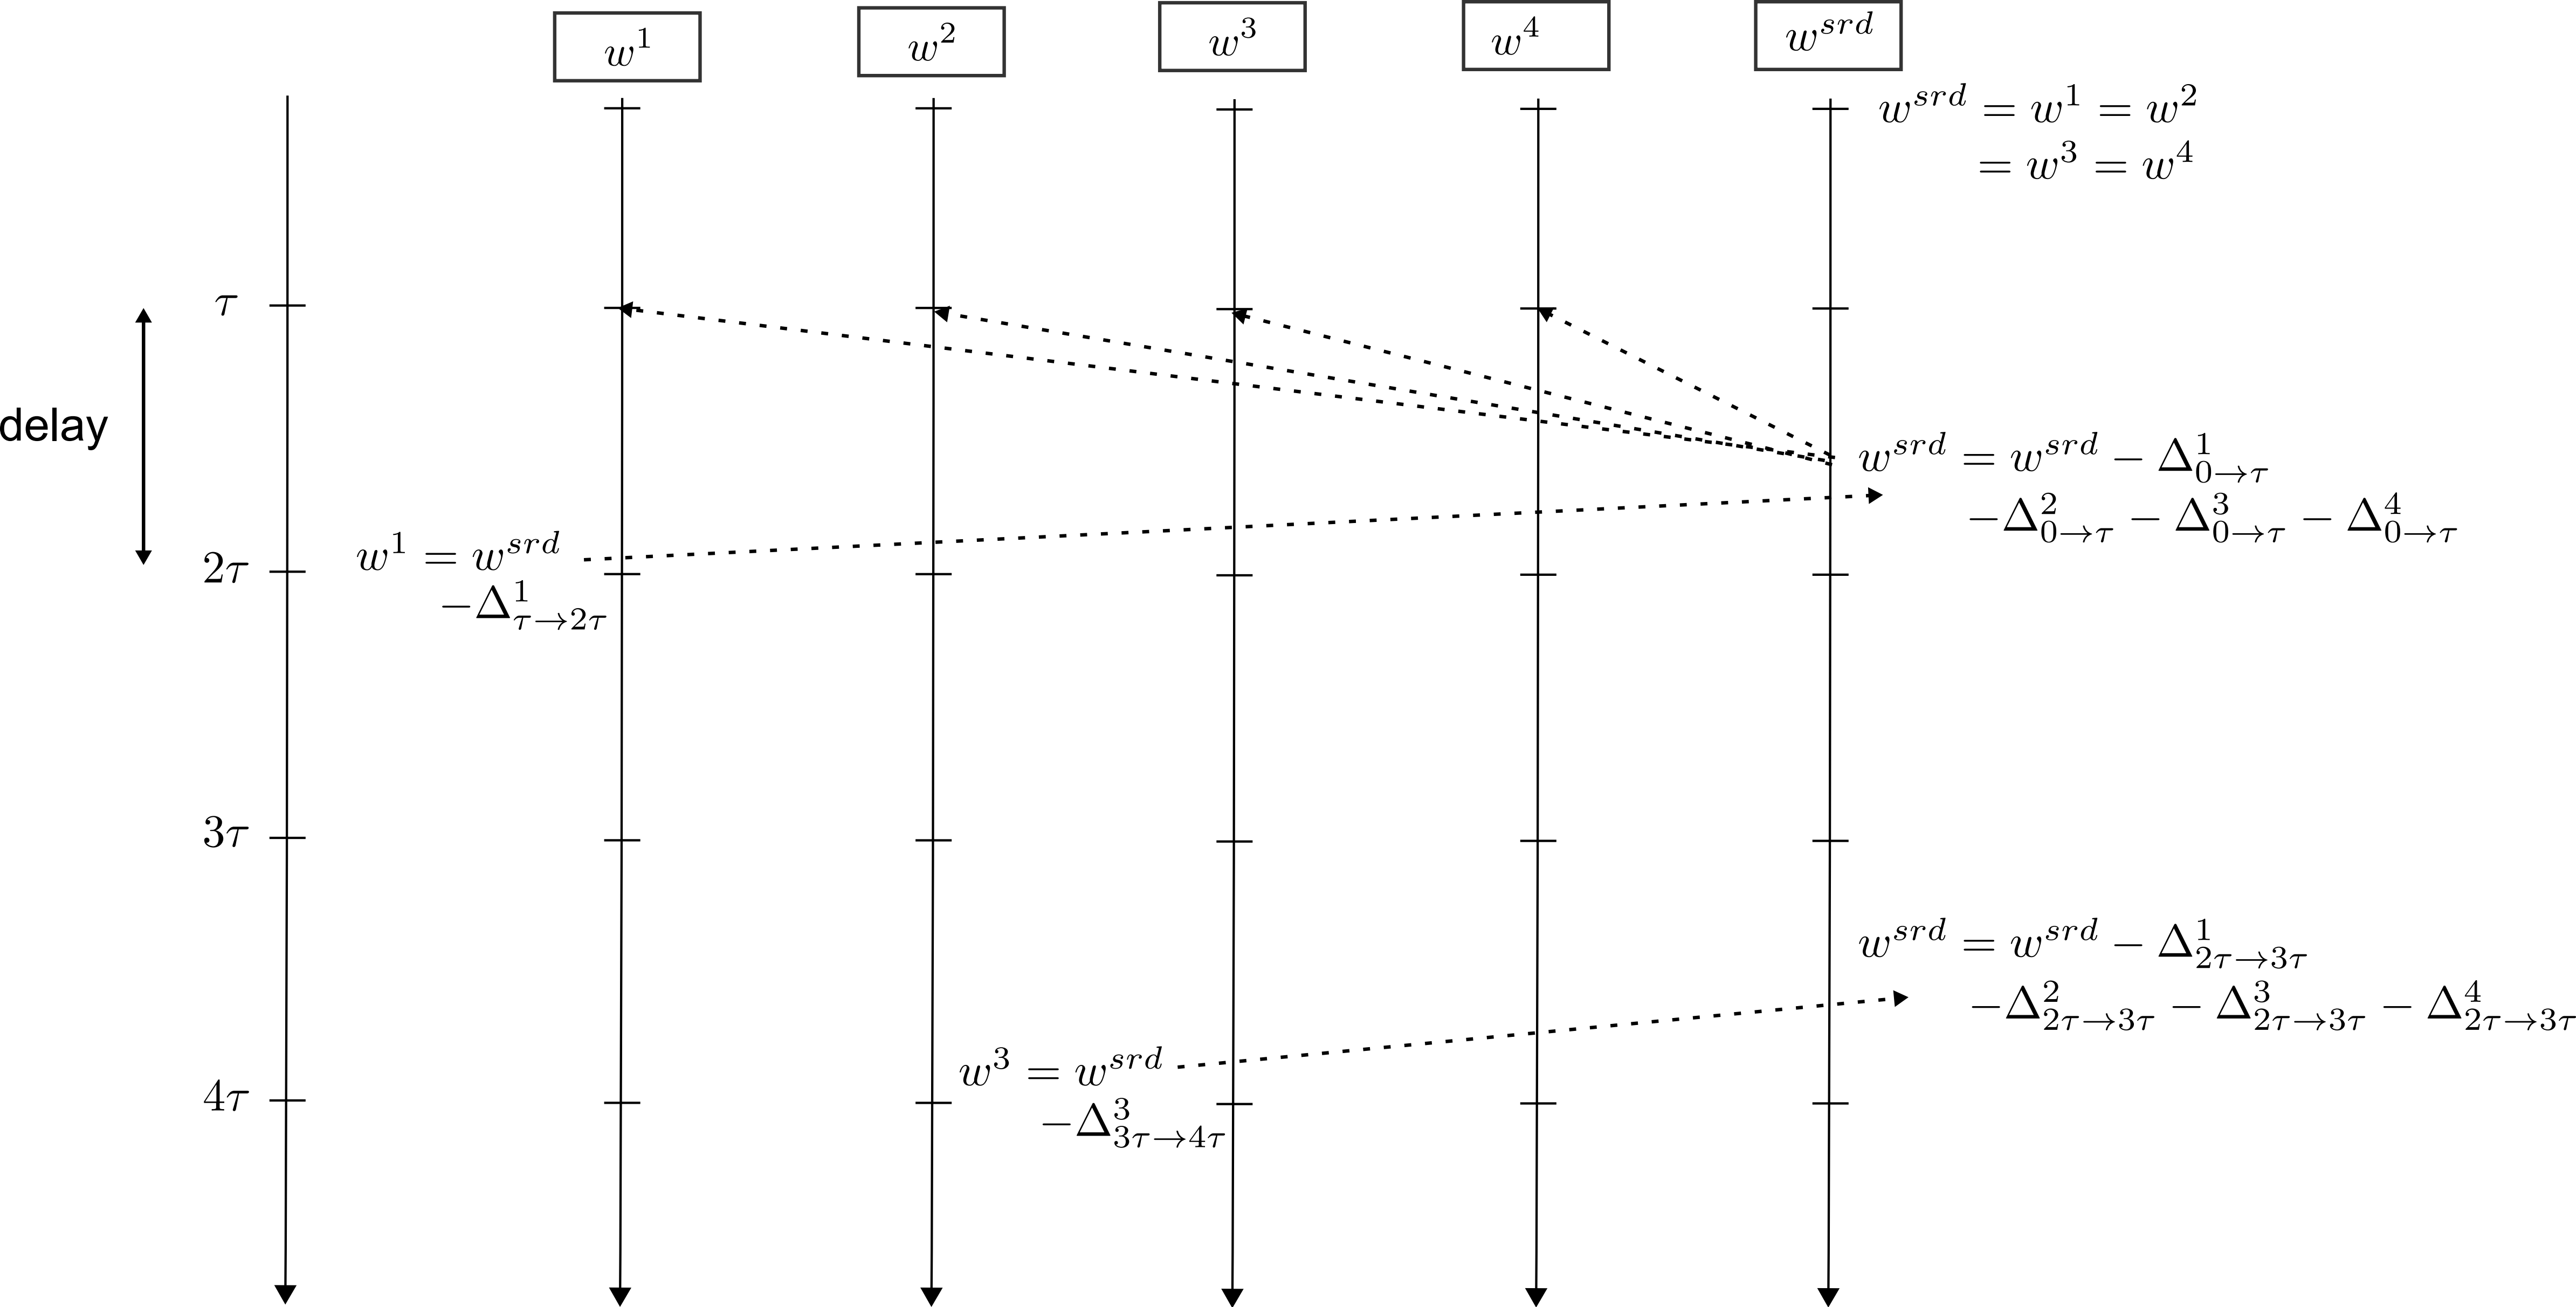 w^1 w^2 w^3 w^4 w^{srd}
w^{srd} = w^1 = w^2
= w^3 = w^4
τ
delay
w^{srd} = w^{srd} − Δ^1_{0→τ}
−Δ^2_{0→τ} − Δ^3_{0→τ} − Δ^4_{0→τ}
w^1 = w^{srd}
2τ
−Δ^1_{τ→2τ}
3τ
w^{srd} = w^{srd} − Δ^1_{2τ→3τ}
−Δ^2_{2τ→3τ} − Δ^3_{2τ→3τ} − Δ^4_{2τ→3τ}
w^3 = w^{srd}
4τ
−Δ^3_{3τ→4τ}